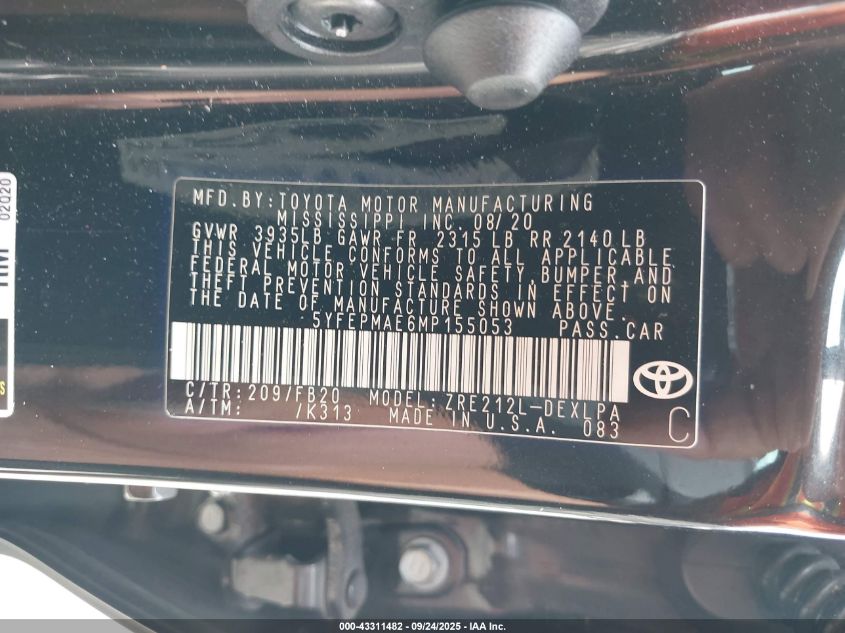 MFD. BY: TOYOTA MOTOR MANUFACTURING
MISSISSIPPI INC. 08/20
GVWR 3935LB GAWR FR 2315 LB RR 2140 LB
THIS VEHICLE CONFORMS TO ALL APPLICABLE
FEDERAL MOTOR VEHICLE SAFETY, BUMPER, AND
THEFT PREVENTION STANDARDS IN EFFECT ON
THE DATE OF MANUFACTURE SHOWN ABOVE.
5YFEPMAE6MP155053 PASS. CAR
C/TR: 209/FB20 MODEL: ZRE212L-DEXLPA
A/TM: /K313 MADE IN U.S.A. 083
C
02020
000-43311482 - 09/24/2025 - IAA Inc.